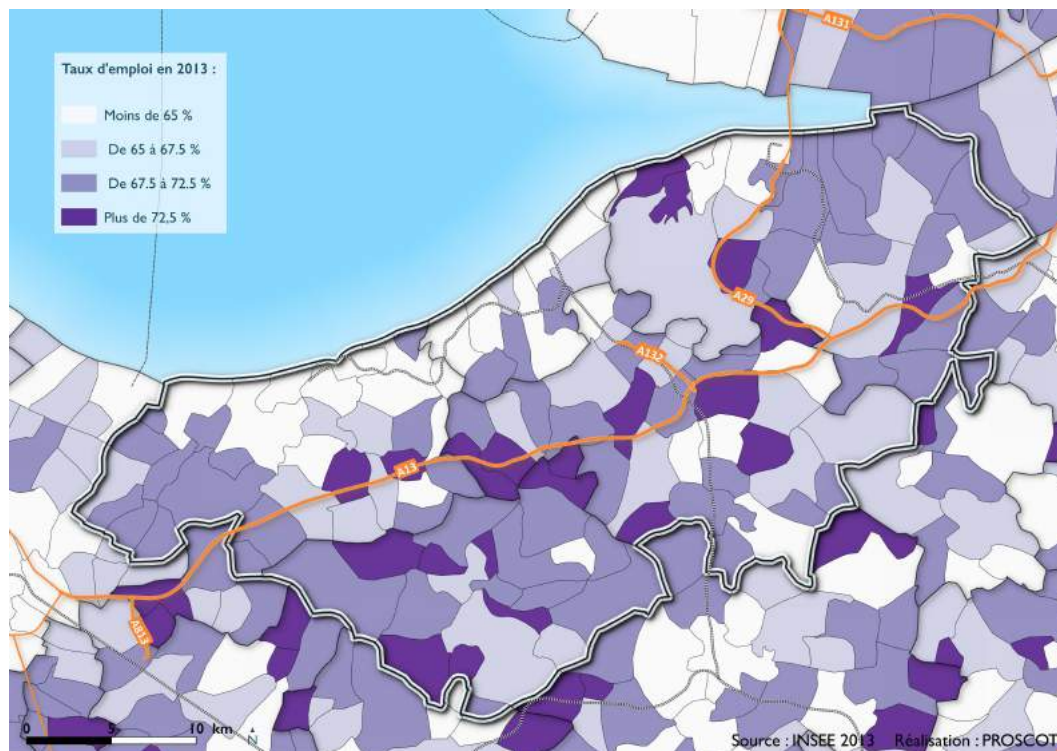 A131
Taux d'emploi en 2013 :
Moins de 65 %
De 65 à 67.5 %
De 67.5 à 72.5 %
Plus de 72,5 %
A29
A132
A13
A813
0 5 10 km
N
Source : INSEE 2013 Réalisation : PROSCOT